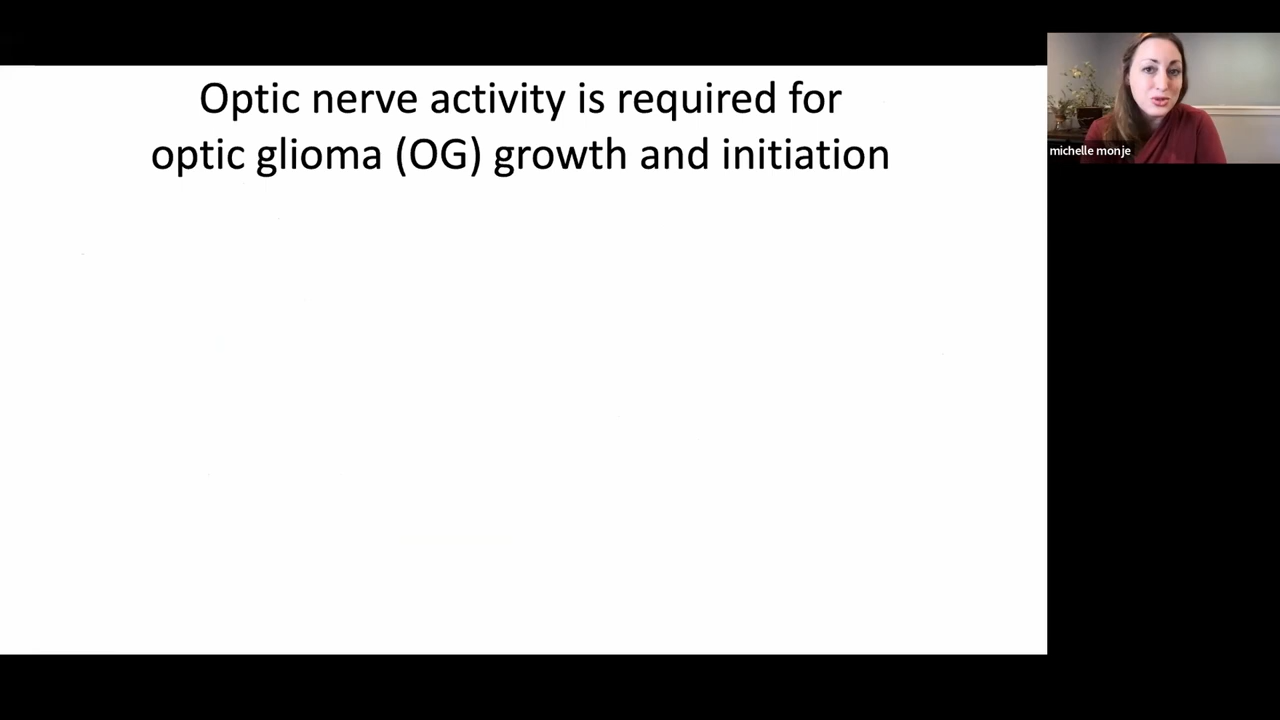 Optic nerve activity is required for
optic glioma (OG) growth and initiation
michelle monje